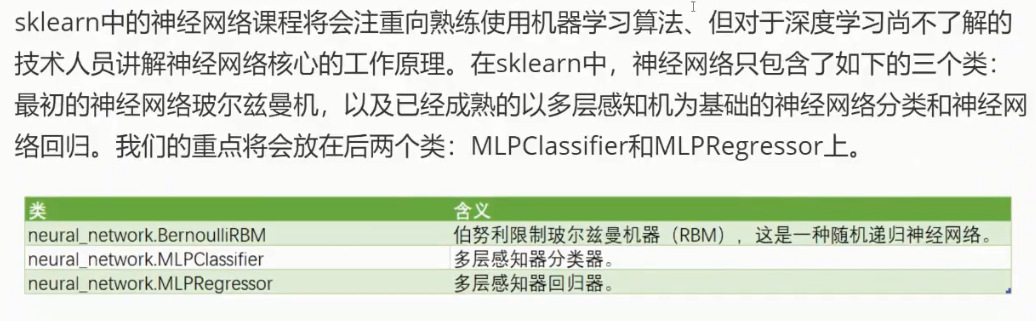 sklearn中的神经网络课程将会注重向熟练使用机器学习算法、但对于深度学习尚不了解的
技术人员讲解神经网络核心的工作原理。在sklearn中，神经网络只包含了如下的三个类：
最初的神经网络玻尔兹曼机，以及已经成熟的以多层感知机为基础的神经网络分类和神经网
络回归。我们的重点将会放在后两个类：MLPClassifier和MLPRegressor上。
类 含义
neural_network.BernoulliRBM 伯努利限制玻尔兹曼机器（RBM），这是一种随机递归神经网络。
neural_network.MLPClassifier 多层感知器分类器。
neural_network.MLPRegressor 多层感知器回归器。